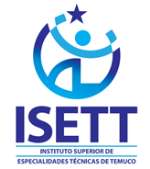 ISETT
INSTITUTO SUPERIOR DE
ESPECIALIDADES TÉCNICAS DE TEMUCO